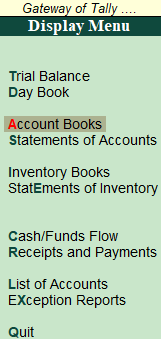 Gateway of Tally ....
Display Menu
Trial Balance
Day Book
Account Books
Statements of Accounts
Inventory Books
StatEments of Inventory
Cash/Funds Flow
Receipts and Payments
List of Accounts
EXception Reports
Quit